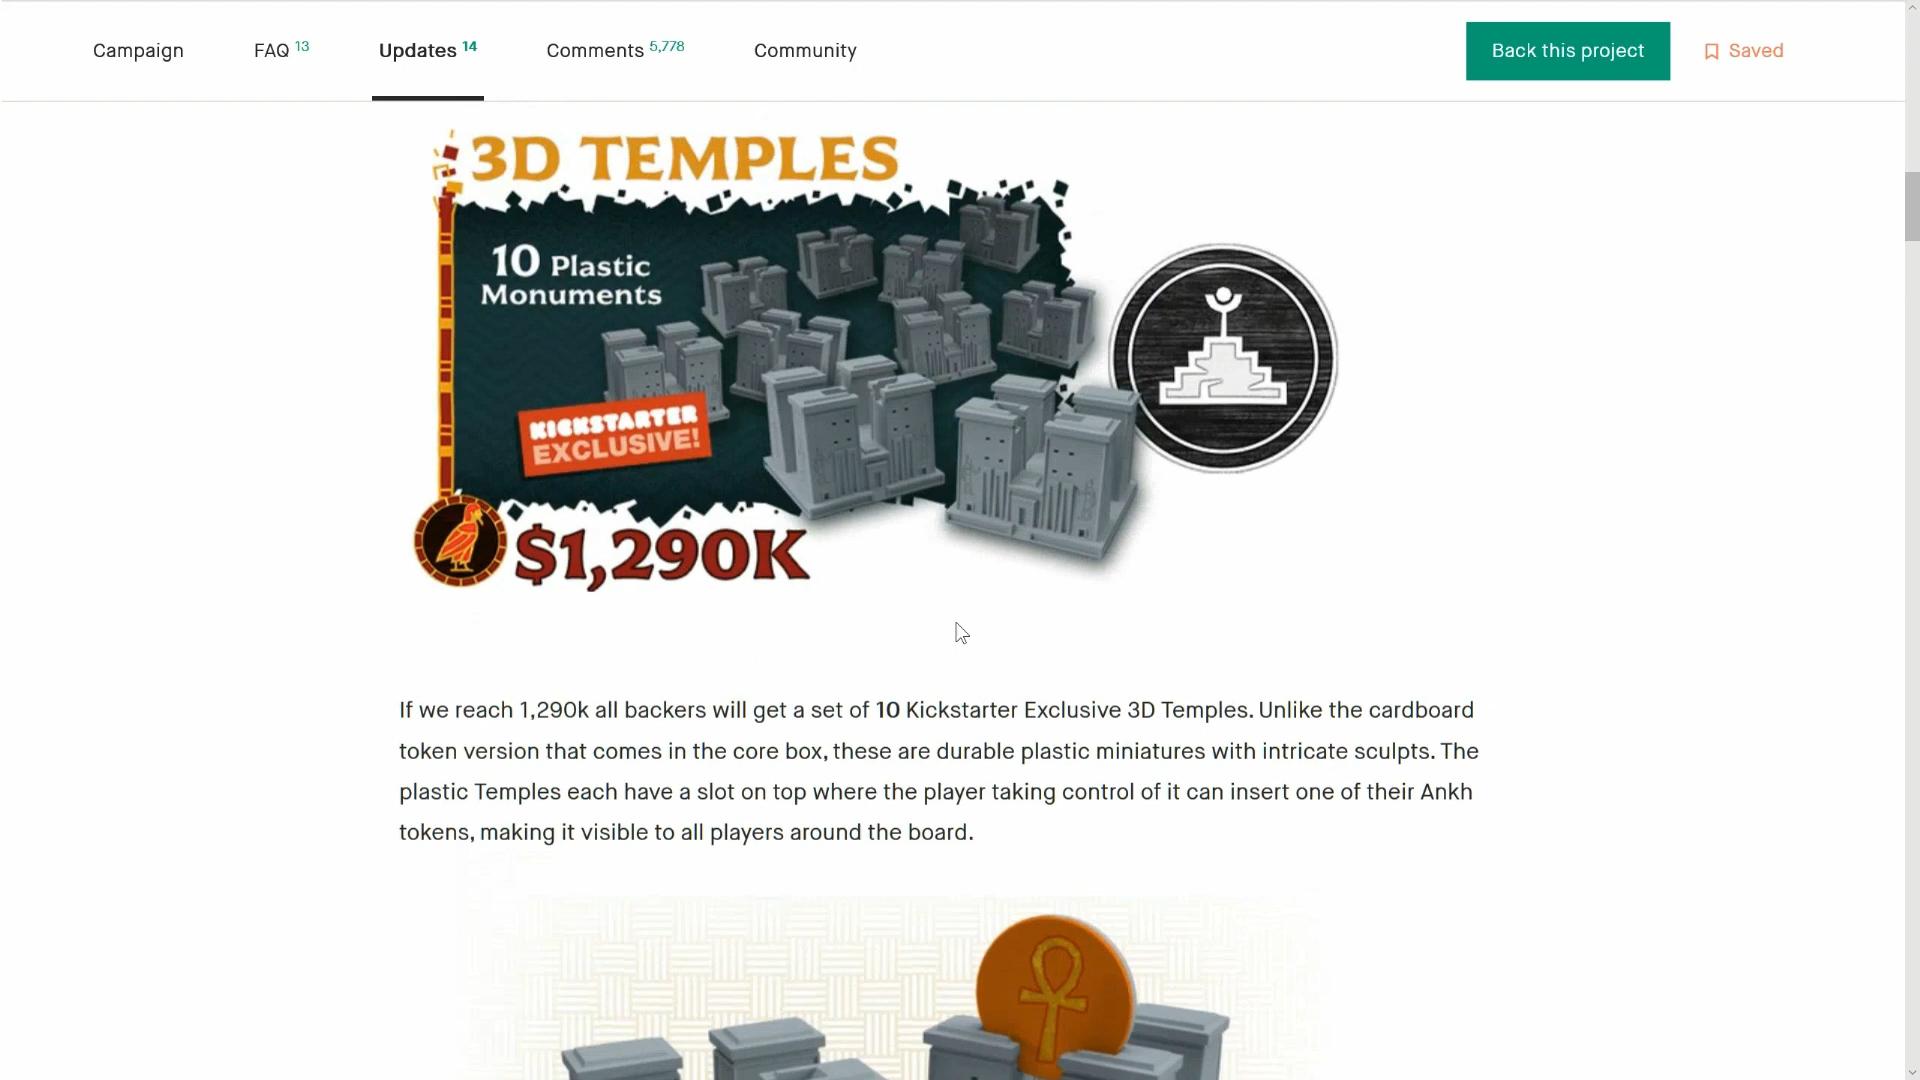 Campaign
FAQ 13
Updates 14
Comments 5,778
Community
Back this project
Saved
3D TEMPLES
10 Plastic
Monuments
KICKSTARTER
EXCLUSIVE!
$1,290K
If we reach 1,290k all backers will get a set of 10 Kickstarter Exclusive 3D Temples. Unlike the cardboard
token version that comes in the core box, these are durable plastic miniatures with intricate sculpts. The
plastic Temples each have a slot on top where the player taking control of it can insert one of their Ankh
tokens, making it visible to all players around the board.